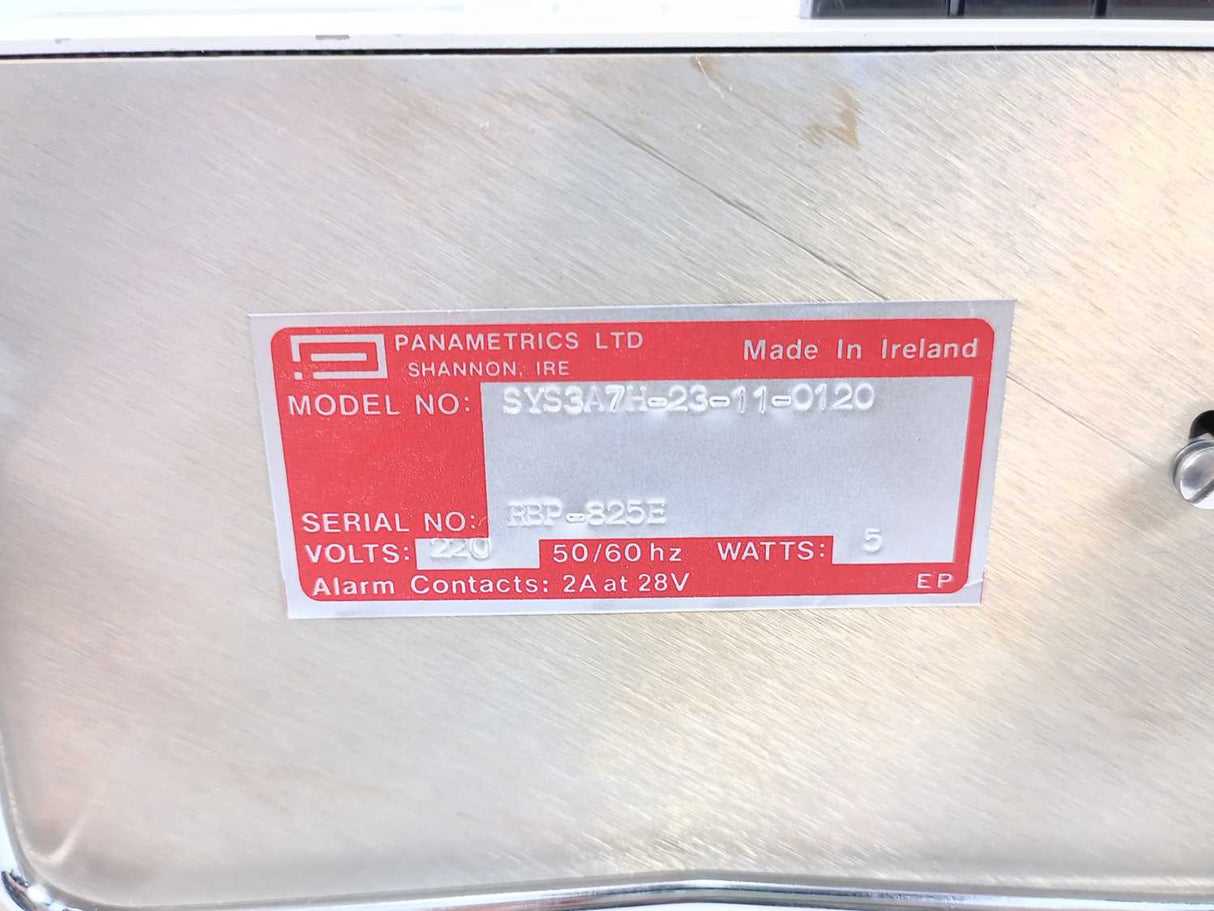 PANAMETRICS LTD
SHANNON, IRE
Made In Ireland
MODEL NO: SYS3A7H-23-11-0120
SERIAL NO: RBP-825E
VOLTS: 220 50/60 hz WATTS: 5
Alarm Contacts: 2A at 28V EP